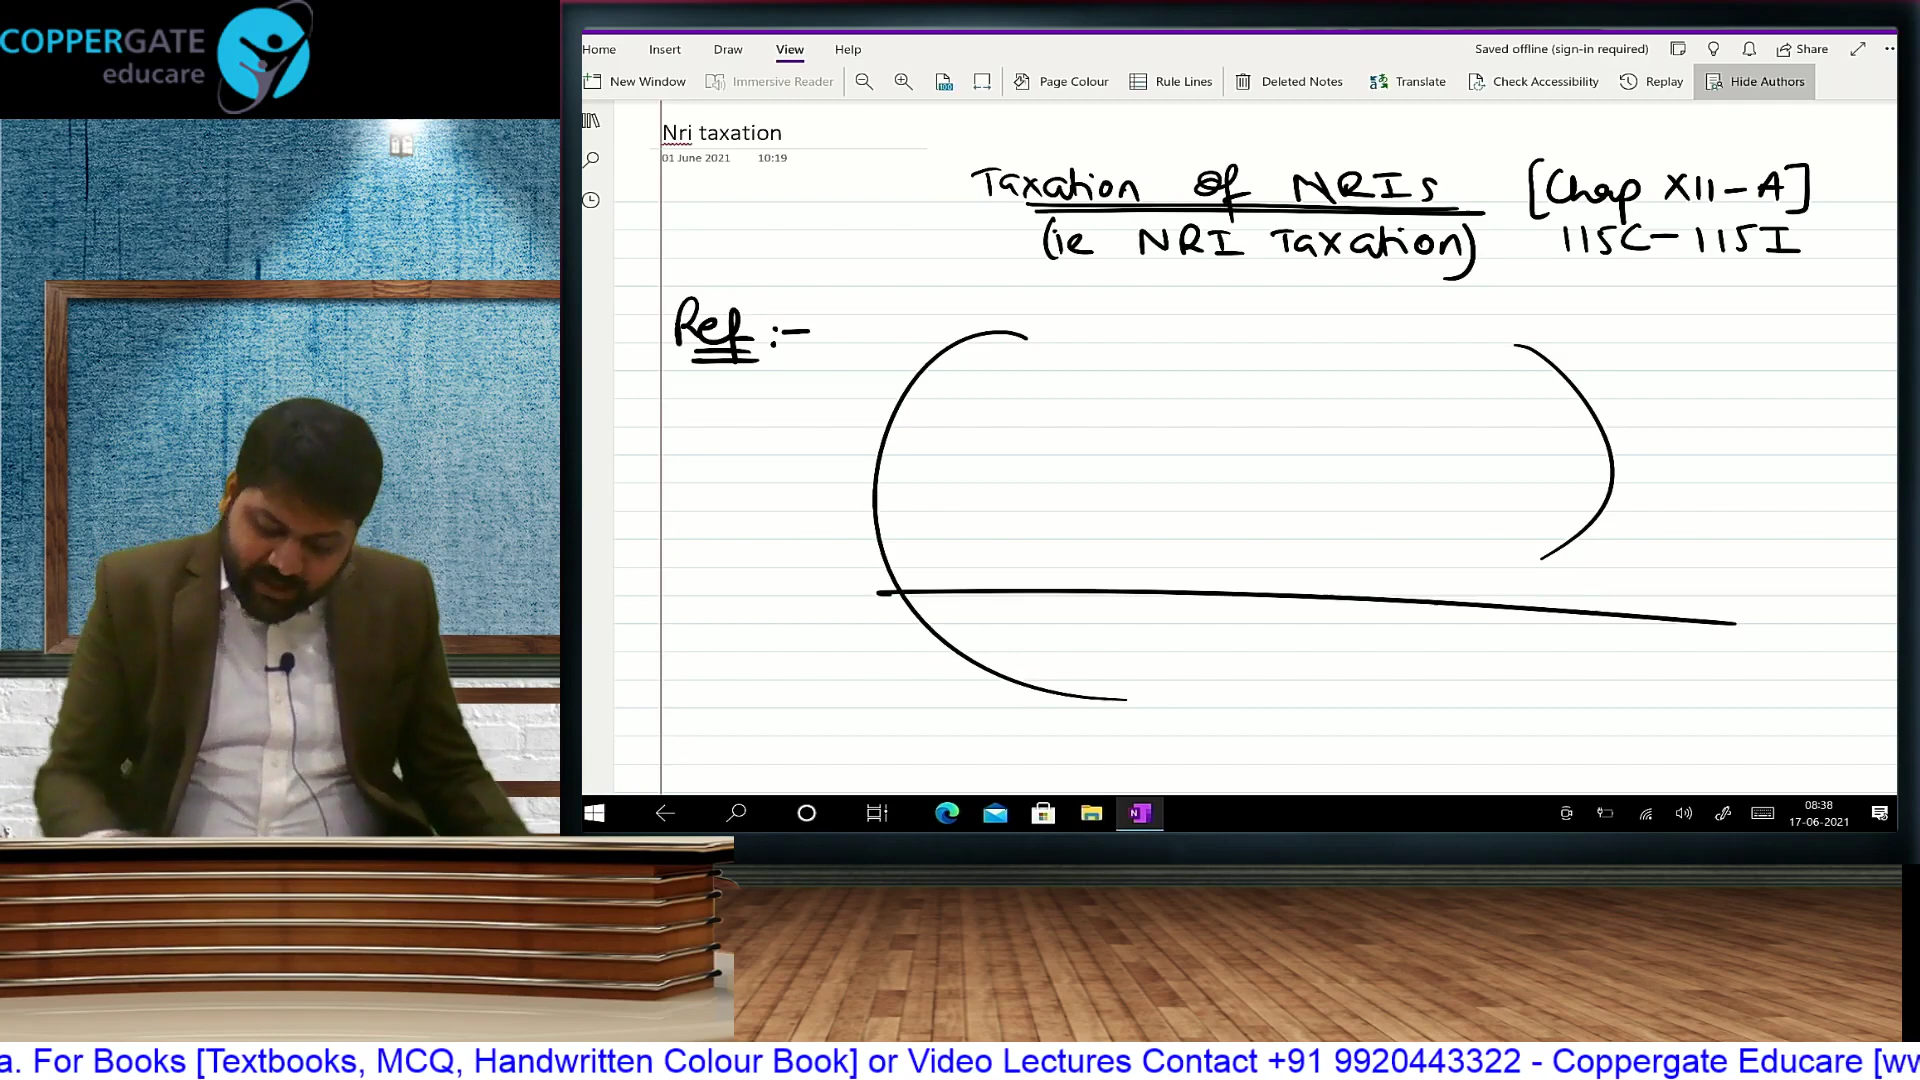 COPPERGATE
educare
Home Insert Draw View Help
Saved offline (sign-in required) Share
New Window Immersive Reader Page Colour Rule Lines Deleted Notes Translate Check Accessibility Replay Hide Authors
Nri taxation
01 June 2021 10:19
Taxation of NRIs [Chap XII-A]
(ie NRI Taxation) 115C-115I
Ref :-
08:38
17-06-2021
a. For Books [Textbooks, MCQ, Handwritten Colour Book] or Video Lectures Contact +91 9920443322 - Coppergate Educare [ww